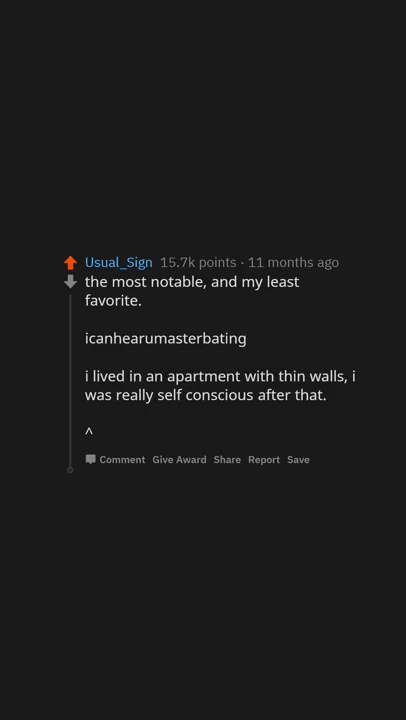 Usual_Sign 15.7k points · 11 months ago
the most notable, and my least
favorite.
icanhearumasterbating
i lived in an apartment with thin walls, i
was really self conscious after that.
^
Comment Give Award Share Report Save